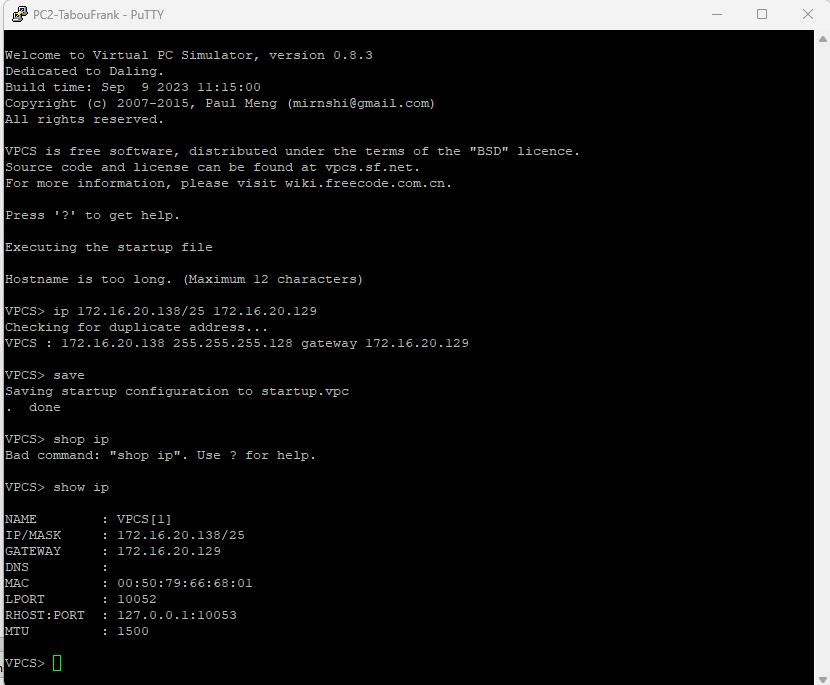 PC2-TabouFrank - PuTTY
Welcome to Virtual PC Simulator, version 0.8.3
Dedicated to Daling.
Build time: Sep  9 2023 11:15:00
Copyright (c) 2007-2015, Paul Meng (mirnshi@gmail.com)
All rights reserved.
VPCS is free software, distributed under the terms of the "BSD" licence.
Source code and license can be found at vpcs.sf.net.
For more information, please visit wiki.freecode.com.cn.
Press '?' to get help.
Executing the startup file
Hostname is too long. (Maximum 12 characters)
VPCS> ip 172.16.20.138/25 172.16.20.129
Checking for duplicate address...
VPCS : 172.16.20.138 255.255.255.128 gateway 172.16.20.129
VPCS> save
Saving startup configuration to startup.vpc
.  done
VPCS> shop ip
Bad command: "shop ip". Use ? for help.
VPCS> show ip
NAME        : VPCS[1]
IP/MASK     : 172.16.20.138/25
GATEWAY     : 172.16.20.129
DNS         :
MAC         : 00:50:79:66:68:01
LPORT       : 10052
RHOST:PORT  : 127.0.0.1:10053
MTU         : 1500
VPCS>